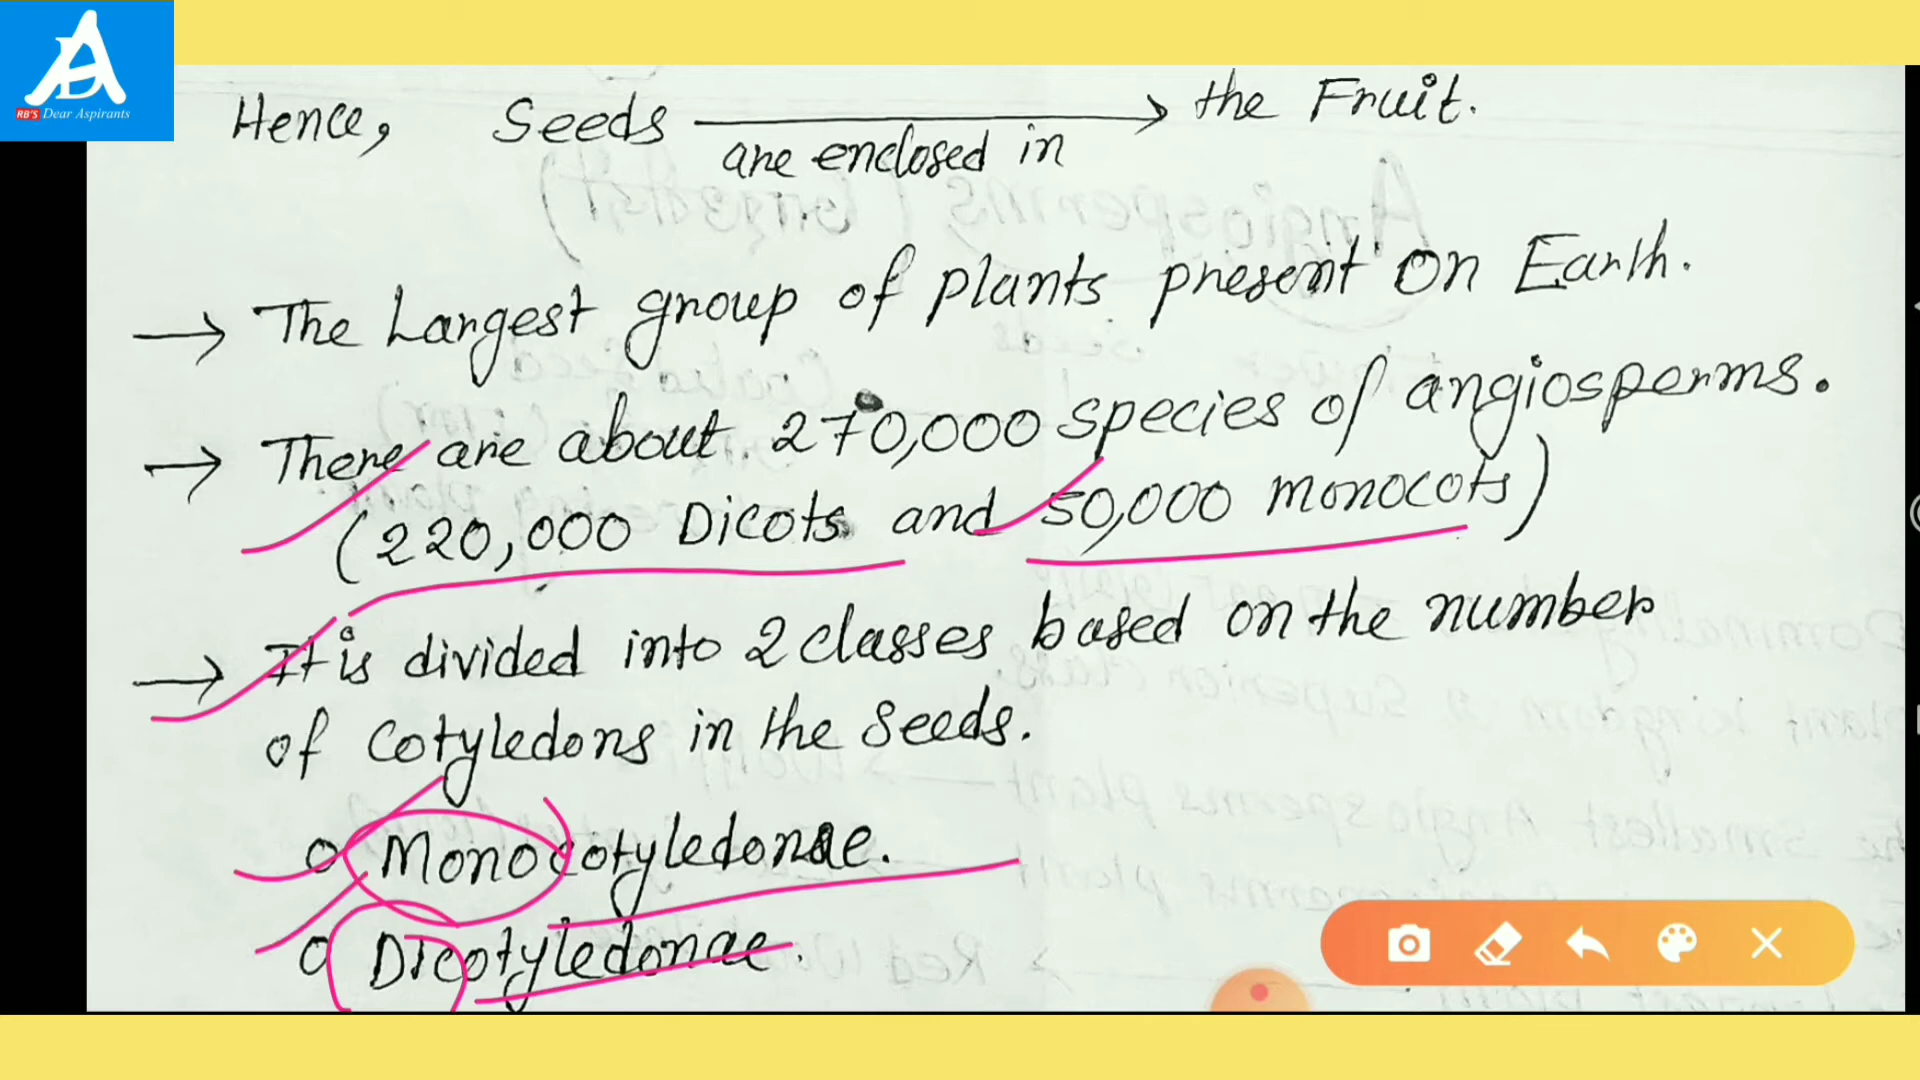 RB'S Dear Aspirants
Hence, Seeds are enclosed in the Fruit.
→ The Largest group of plants present on Earth.
→ There are about 270,000 species of angiosperms.
(220,000 Dicots and 50,000 monocots)
→ It is divided into 2 classes based on the number
of Cotyledons in the Seeds.
o Monocotyledonae.
o Dicotyledonae.